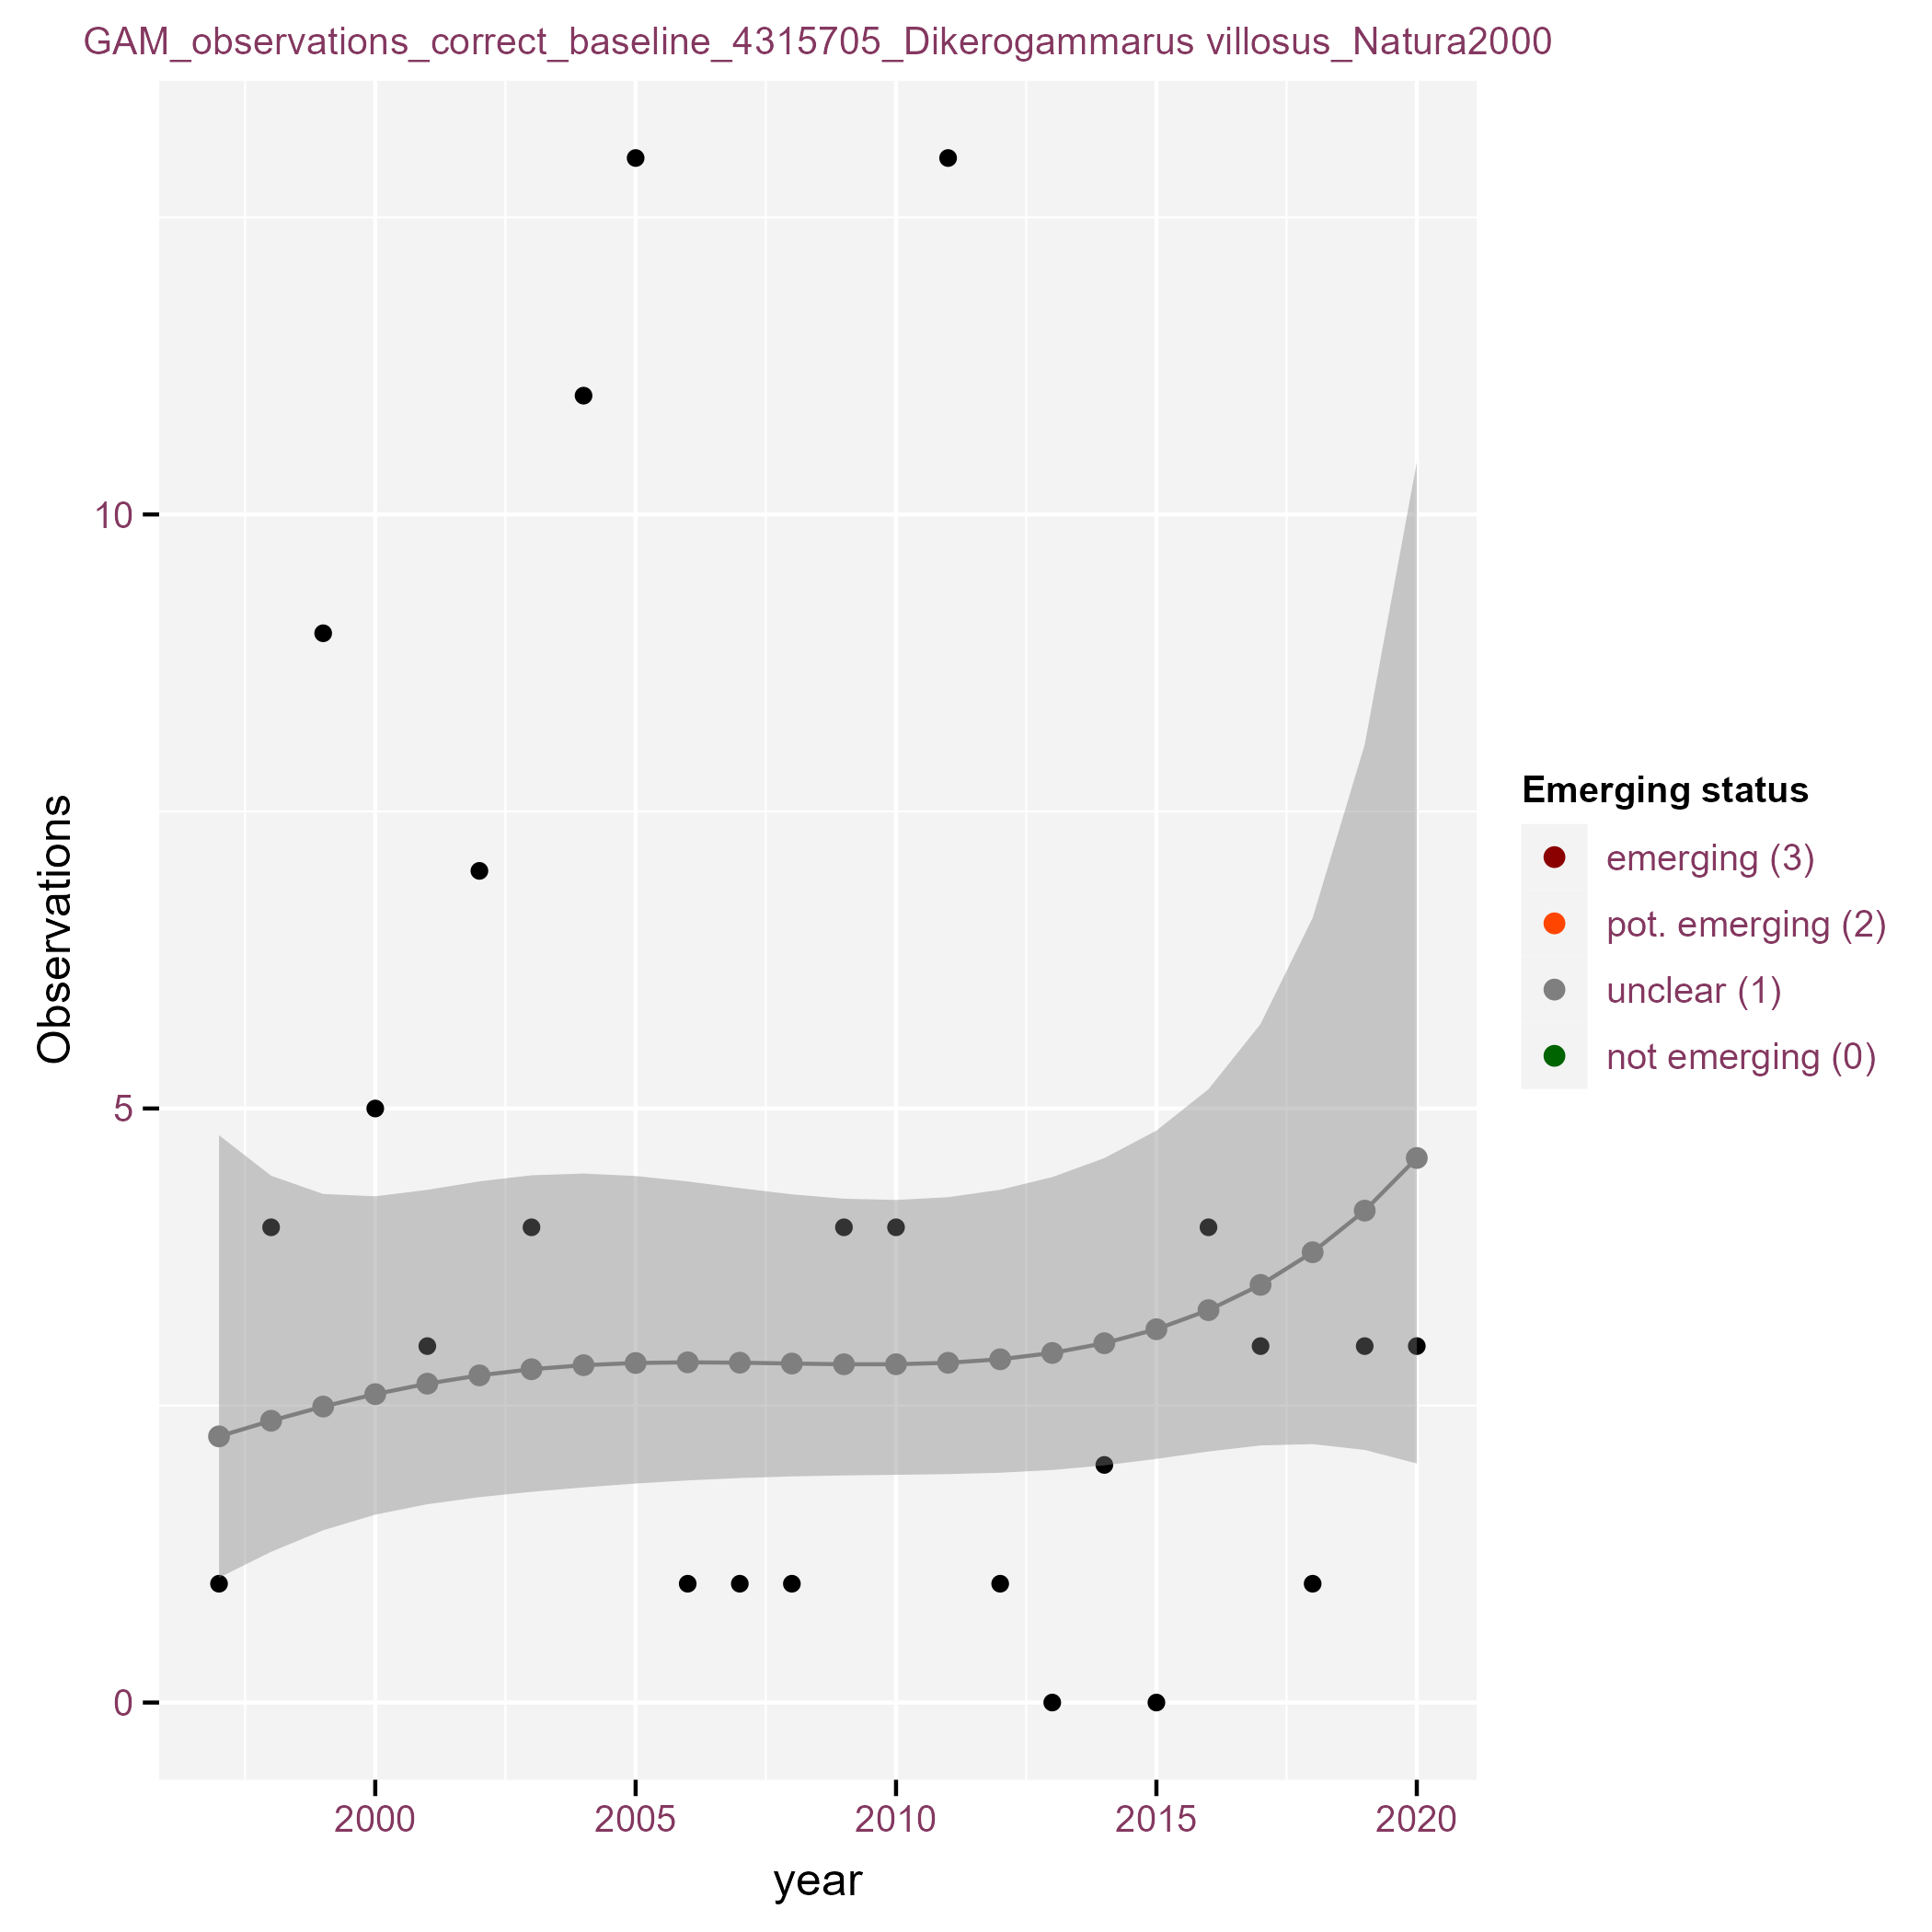 GAM_observations_correct_baseline_4315705_Dikerogammarus villosus_Natura2000
Observations
10
5
0
2000 2005 2010 2015 2020
year
Emerging status
emerging (3)
pot. emerging (2)
unclear (1)
not emerging (0)